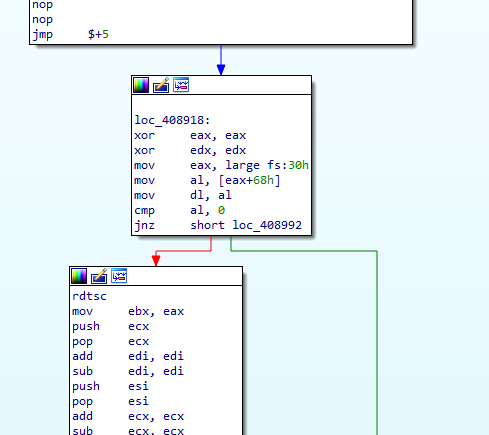 nop
nop
jmp $+5
loc_408918:
xor eax, eax
xor edx, edx
mov eax, large fs:30h
mov al, [eax+68h]
mov dl, al
cmp al, 0
jnz short loc_408992
rdtsc
mov ebx, eax
push ecx
pop ecx
add edi, edi
sub edi, edi
push esi
pop esi
add ecx, ecx
sub ecx, ecx